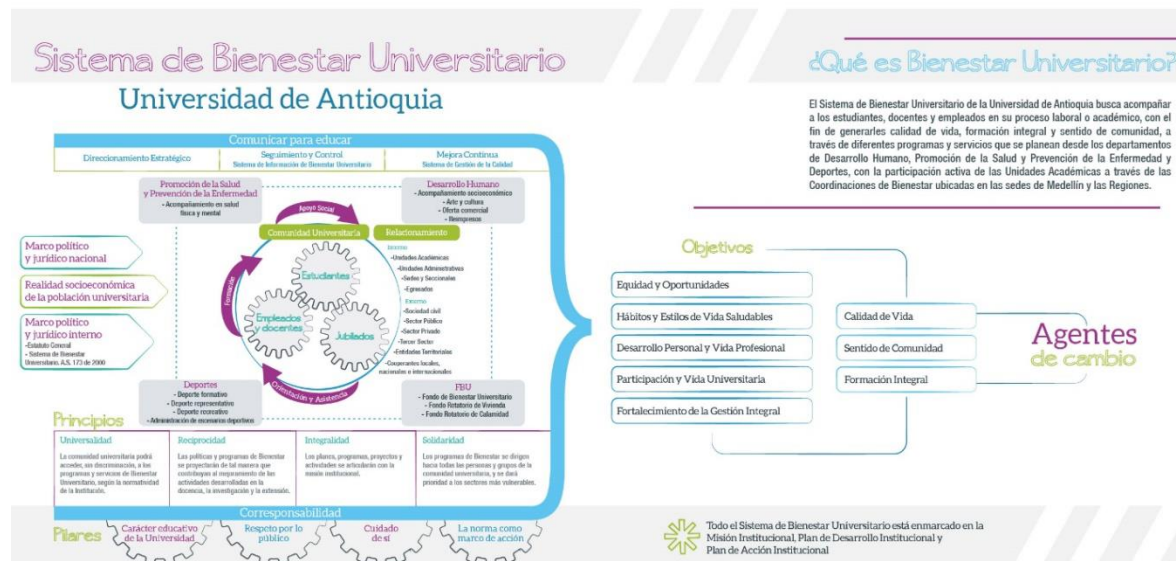 Sistema de Bienestar Universitario
Universidad de Antioquia
Comunicar para educar
Direccionamiento Estratégico
Seguimiento y Control
Sistema de Información de Bienestar Universitario
Mejora Continua
Sistema de Gestión de la Calidad
Promoción de la Salud
y Prevención de la Enfermedad
- Acompañamiento en salud
física y mental
Desarrollo Humano
- Acompañamiento socioeconómico
- Arte y cultura
- Oferta comercial
- Reingresos
Apoyo Social
Formación
Orientación y Asistencia
Comunidad Universitaria
Relacionamiento
Estudiantes
Empleados
y docentes
Jubilados
Interno
-Unidades Académicas
-Unidades Administrativas
-Sedes y Seccionales
-Egresados
Externo
-Sociedad civil
-Sector Público
-Sector Privado
-Tercer Sector
-Entidades Territoriales
-Cooperantes locales,
nacionales e internacionales
Marco político
y jurídico nacional
Realidad socioeconómica
de la población universitaria
Marco político
y jurídico interno
-Estatuto General
- Sistema de Bienestar
Universitario. A.S. 173 de 2000
Deportes
- Deporte formativo
- Deporte representativo
- Deporte recreativo
- Administración de escenarios deportivos
FBU
- Fondo de Bienestar Universitario
- Fondo Rotatorio de Vivienda
- Fondo Rotatorio de Calamidad
Principios
Universalidad
La comunidad universitaria podrá
acceder, sin discriminación, a los
programas y servicios de Bienestar
Universitario, según la normatividad
de la Institución.
Reciprocidad
Las políticas y programas de Bienestar
se proyectarán de tal manera que
contribuyan al mejoramiento de las
actividades desarrolladas en la
docencia, la investigación y la extensión.
Integralidad
Los planes, programas, proyectos y
actividades se articularán con la
misión institucional.
Solidaridad
Los programas de Bienestar se dirigen
hacia todas las personas y grupos de la
comunidad universitaria, y se dará
prioridad a los sectores más vulnerables.
Corresponsabilidad
Pilares
Carácter educativo
de la Universidad
Respeto por lo
público
Cuidado
de sí
La norma como
marco de acción
¿Qué es Bienestar Universitario?
El Sistema de Bienestar Universitario de la Universidad de Antioquia busca acompañar
a los estudiantes, docentes y empleados en su proceso laboral o académico, con el
fin de generarles calidad de vida, formación integral y sentido de comunidad, a
través de diferentes programas y servicios que se planean desde los departamentos
de Desarrollo Humano, Promoción de la Salud y Prevención de la Enfermedad y
Deportes, con la participación activa de las Unidades Académicas a través de las
Coordinaciones de Bienestar ubicadas en las sedes de Medellín y las Regiones.
Objetivos
Equidad y Oportunidades
Hábitos y Estilos de Vida Saludables
Desarrollo Personal y Vida Profesional
Participación y Vida Universitaria
Fortalecimiento de la Gestión Integral
Calidad de Vida
Sentido de Comunidad
Formación Integral
Agentes
de cambio
Todo el Sistema de Bienestar Universitario está enmarcado en la
Misión Institucional, Plan de Desarrollo Institucional y
Plan de Acción Institucional